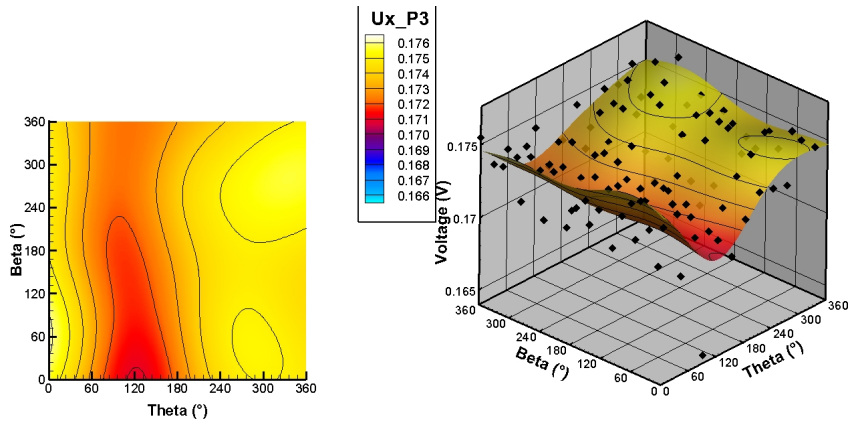 Ux_P3
0.176
0.175
0.174
0.173
0.172
0.171
0.170
0.169
0.168
0.167
0.166
360
300
240
180
120
60
0
Beta (°)
0 60 120 180 240 300 360
Theta (°)
0.175
0.17
0.165
Voltage (V)
360 300 240 180 120 60 0
Beta (°)
0 60 120 180 240 300 360
Theta (°)